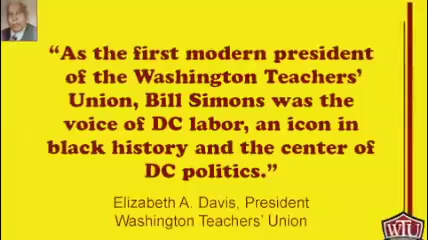 “As the first modern president
of the Washington Teachers’
Union, Bill Simons was the
voice of DC labor, an icon in
black history and the center of
DC politics.”
Elizabeth A. Davis, President
Washington Teachers’ Union
WTU